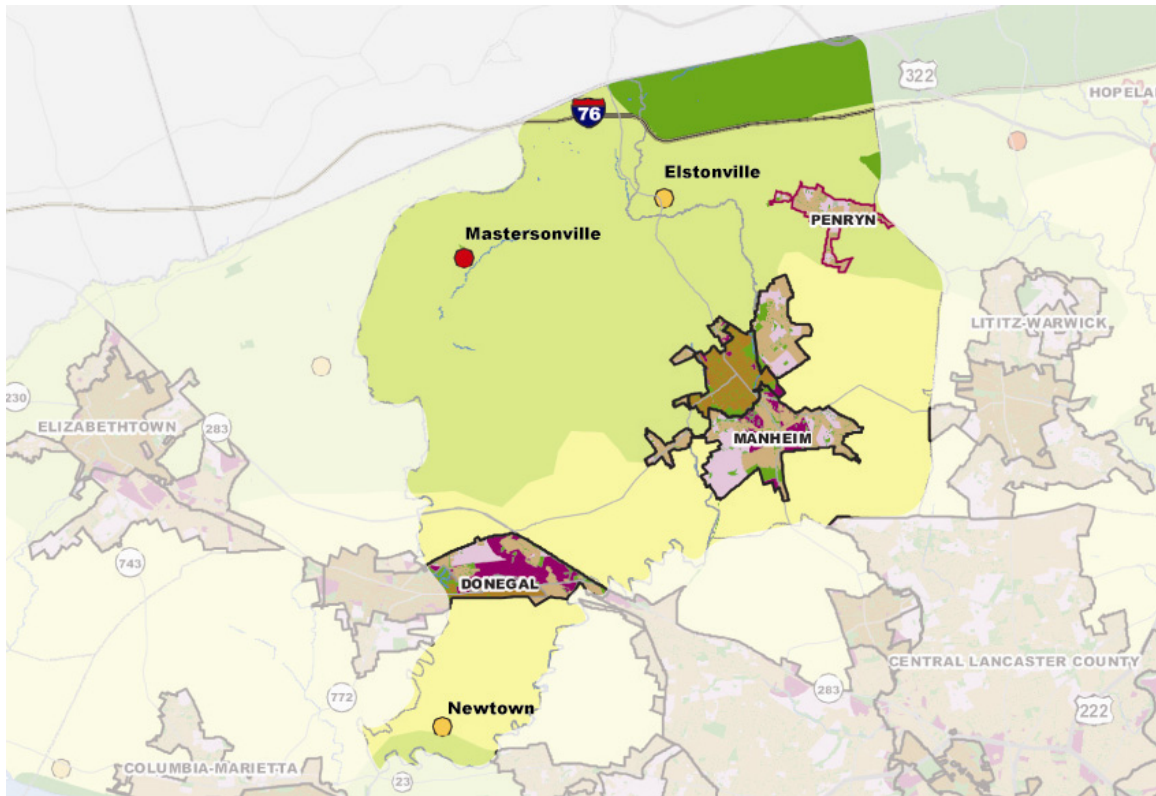 76
322
HOPELA
Elstonville
PENRYN
Mastersonville
LITITZ-WARWICK
230
ELIZABETHTOWN
283
MANHEIM
743
DONEGAL
CENTRAL LANCASTER COUNTY
772
283
Newtown
222
COLUMBIA-MARIETTA
23